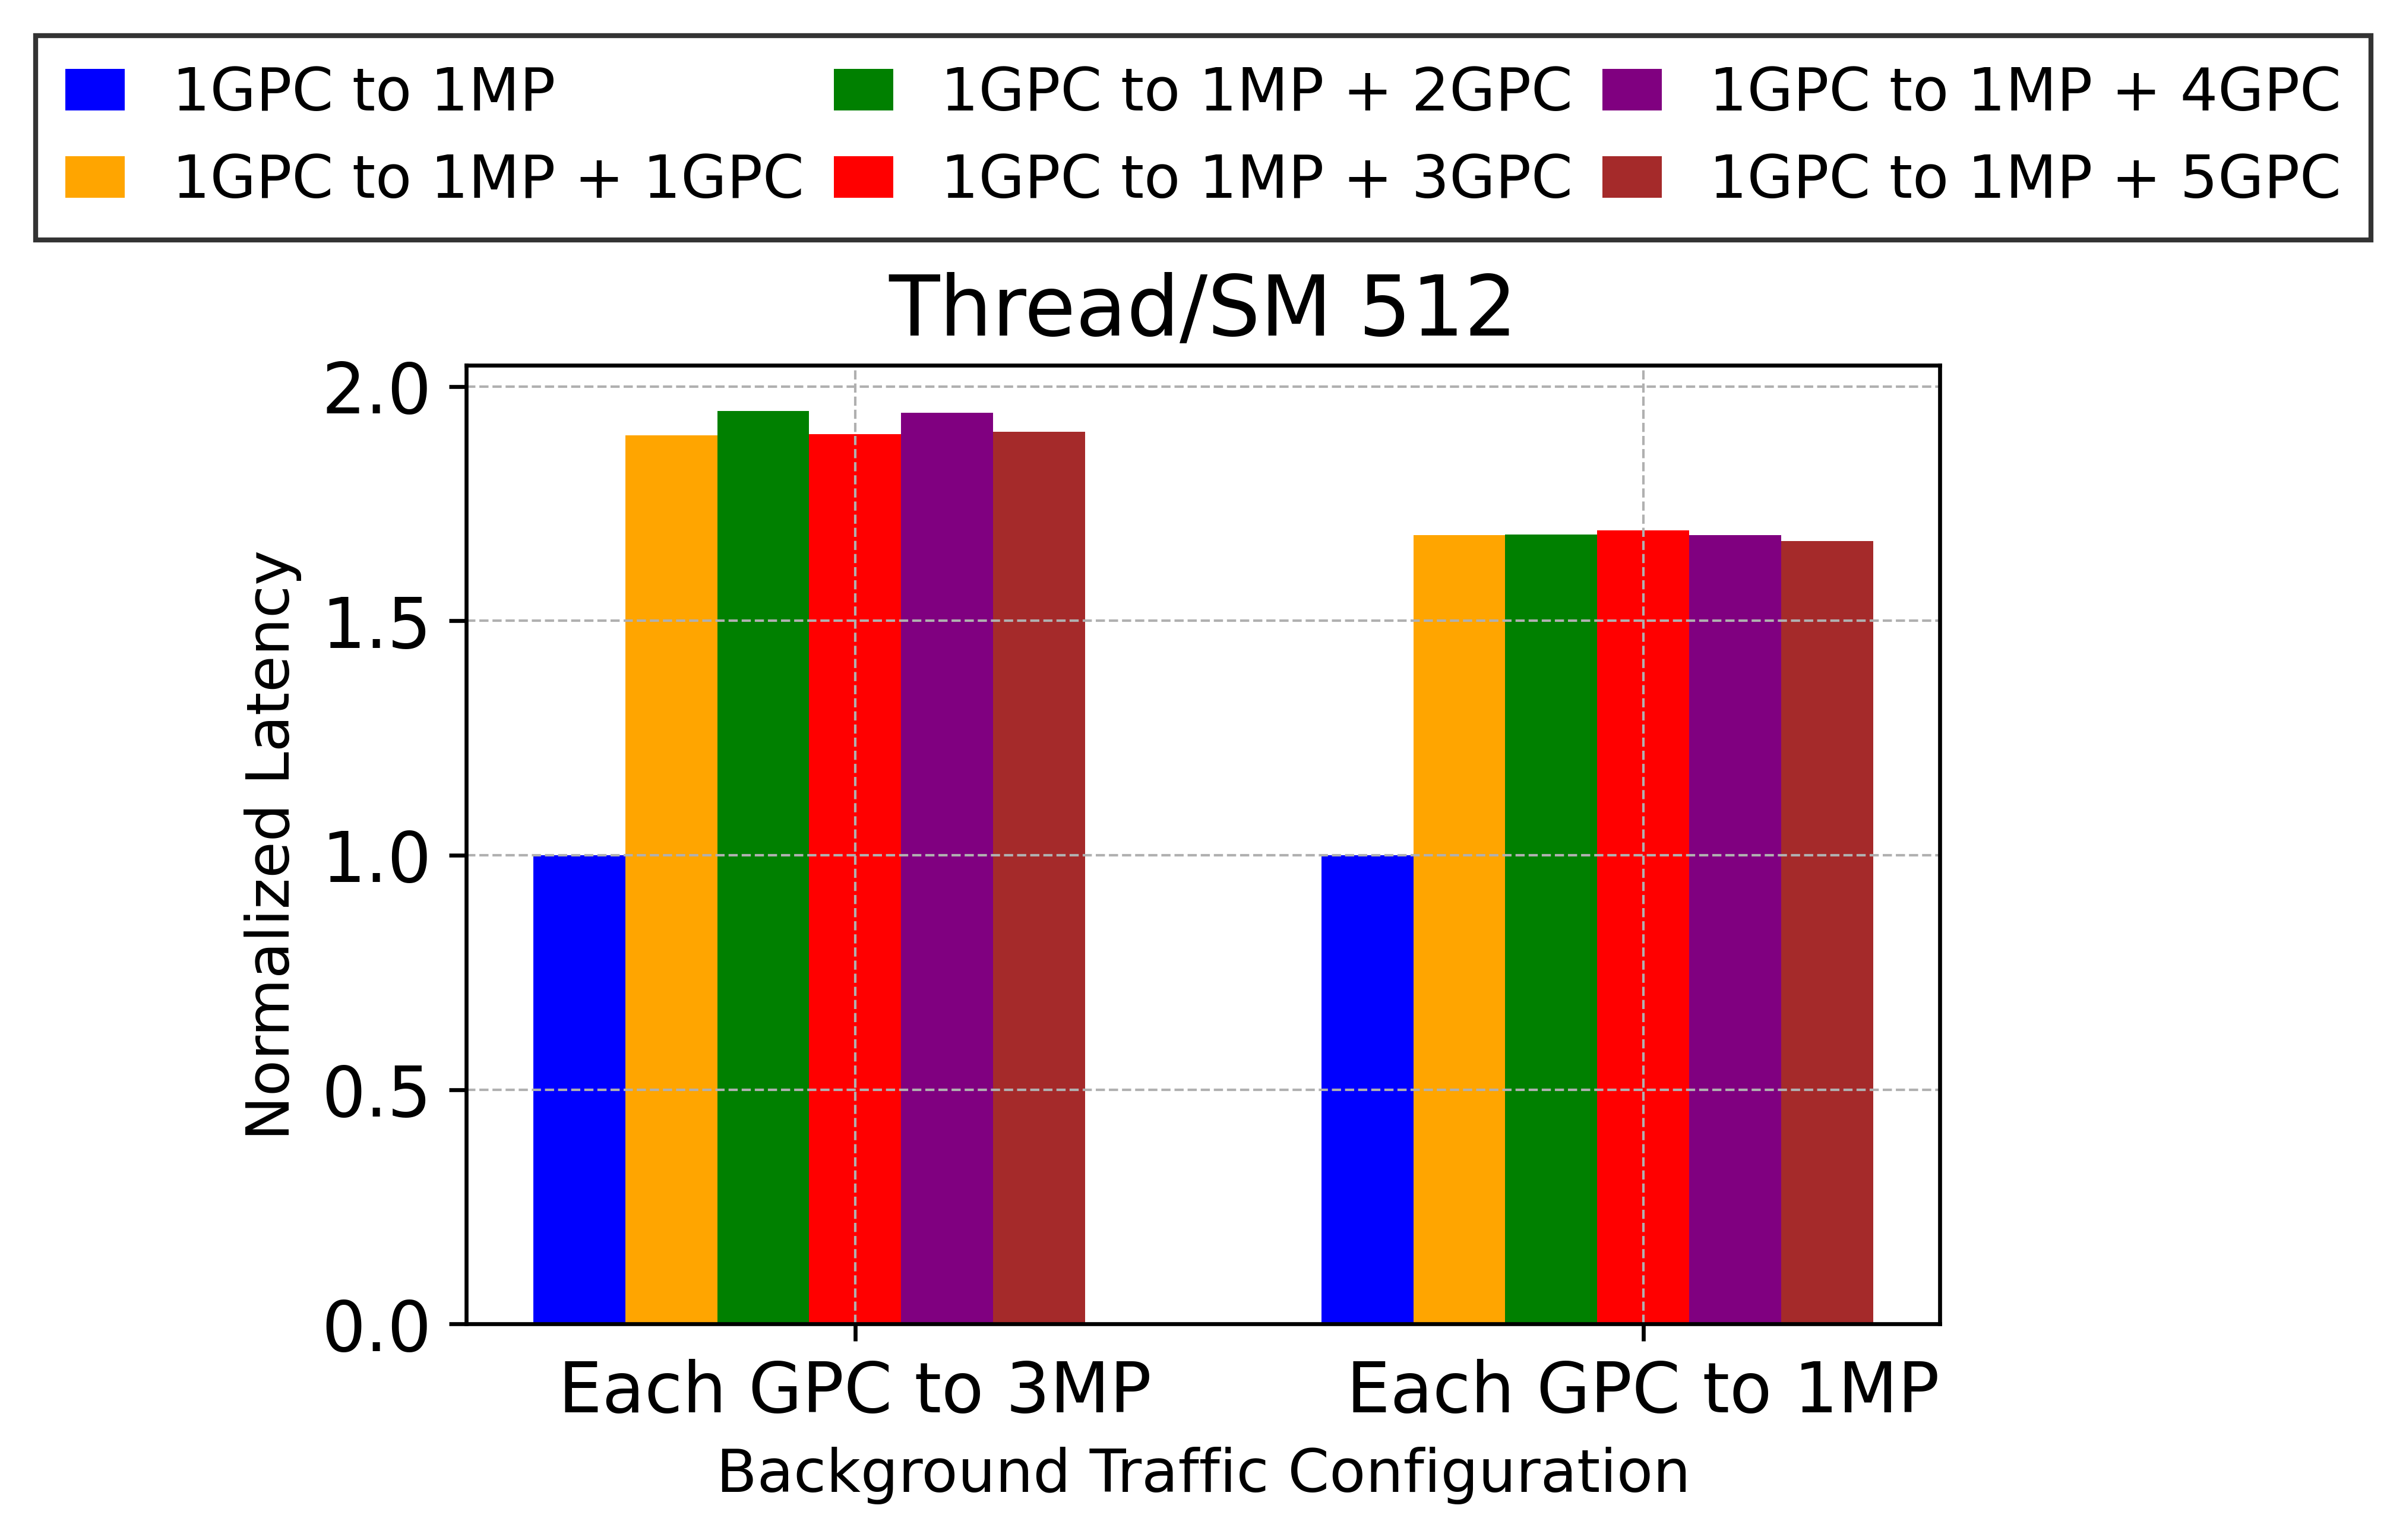 1GPC to 1MP
1GPC to 1MP + 1GPC
1GPC to 1MP + 2GPC
1GPC to 1MP + 3GPC
1GPC to 1MP + 4GPC
1GPC to 1MP + 5GPC
Thread/SM 512
Normalized Latency
2.0
1.5
1.0
0.5
0.0
Each GPC to 3MP
Each GPC to 1MP
Background Traffic Configuration